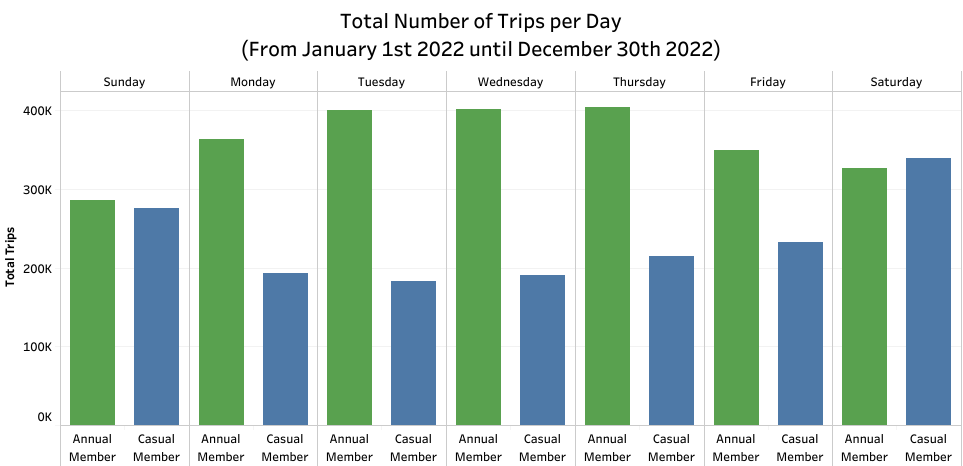 Total Number of Trips per Day
(From January 1st 2022 until December 30th 2022)
Sunday Monday Tuesday Wednesday Thursday Friday Saturday
400K
300K
200K
100K
0K
Total Trips
Annual Member Casual Member Annual Member Casual Member Annual Member Casual Member Annual Member Casual Member Annual Member Casual Member Annual Member Casual Member Annual Member Casual Member